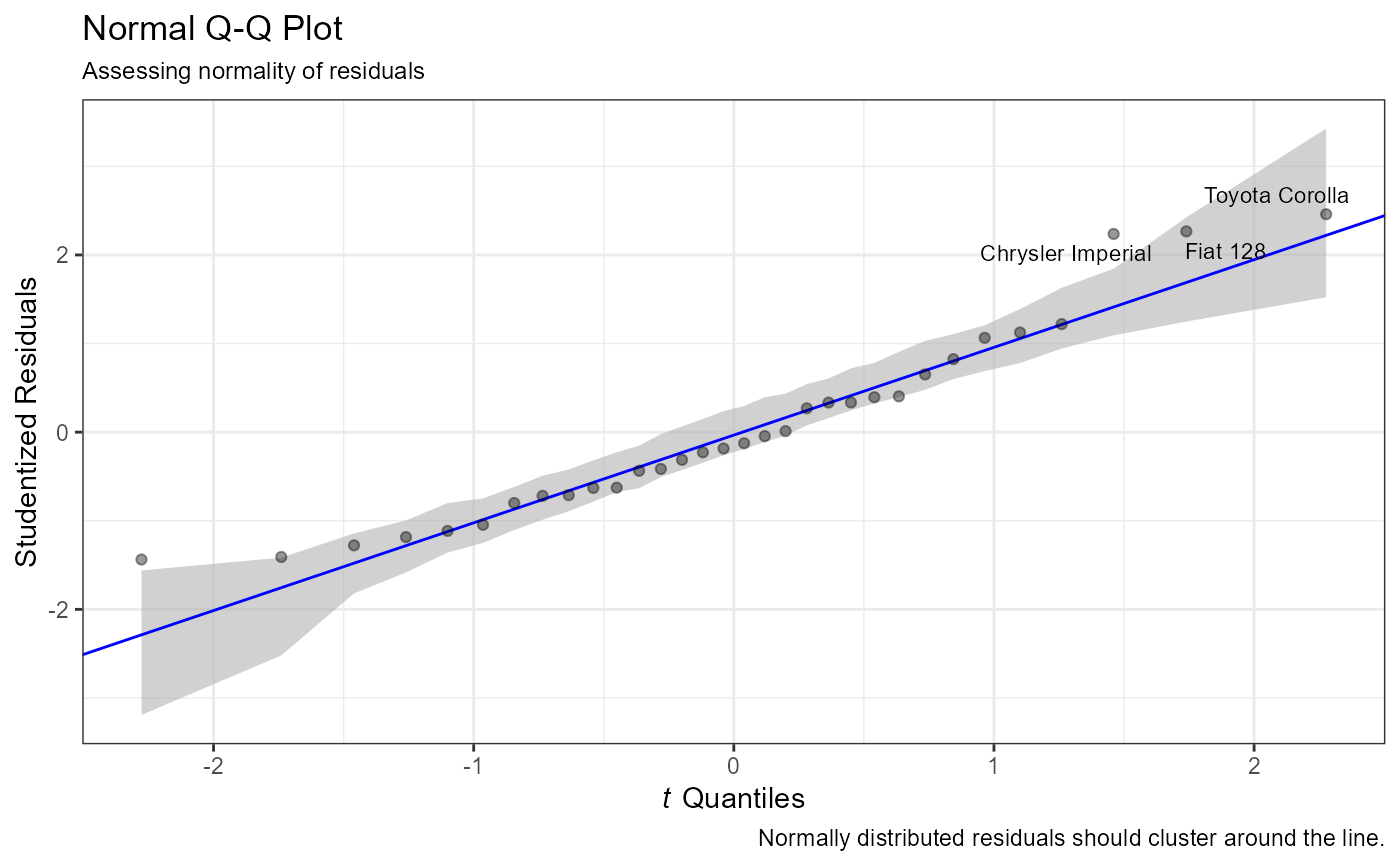 Normal Q-Q Plot
Assessing normality of residuals
Studentized Residuals
2
0
-2
Toyota Corolla
Chrysler Imperial
Fiat 128
-2
-1
0
1
2
t Quantiles
Normally distributed residuals should cluster around the line.